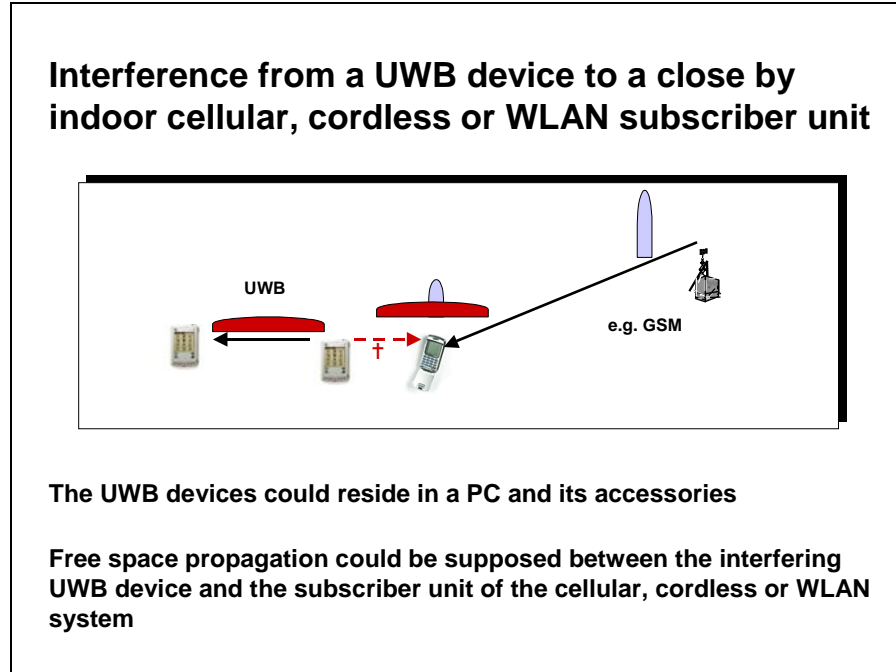 Interference from a UWB device to a close by
indoor cellular, cordless or WLAN subscriber unit
UWB
e.g. GSM
†
The UWB devices could reside in a PC and its accessories
Free space propagation could be supposed between the interfering
UWB device and the subscriber unit of the cellular, cordless or WLAN
system